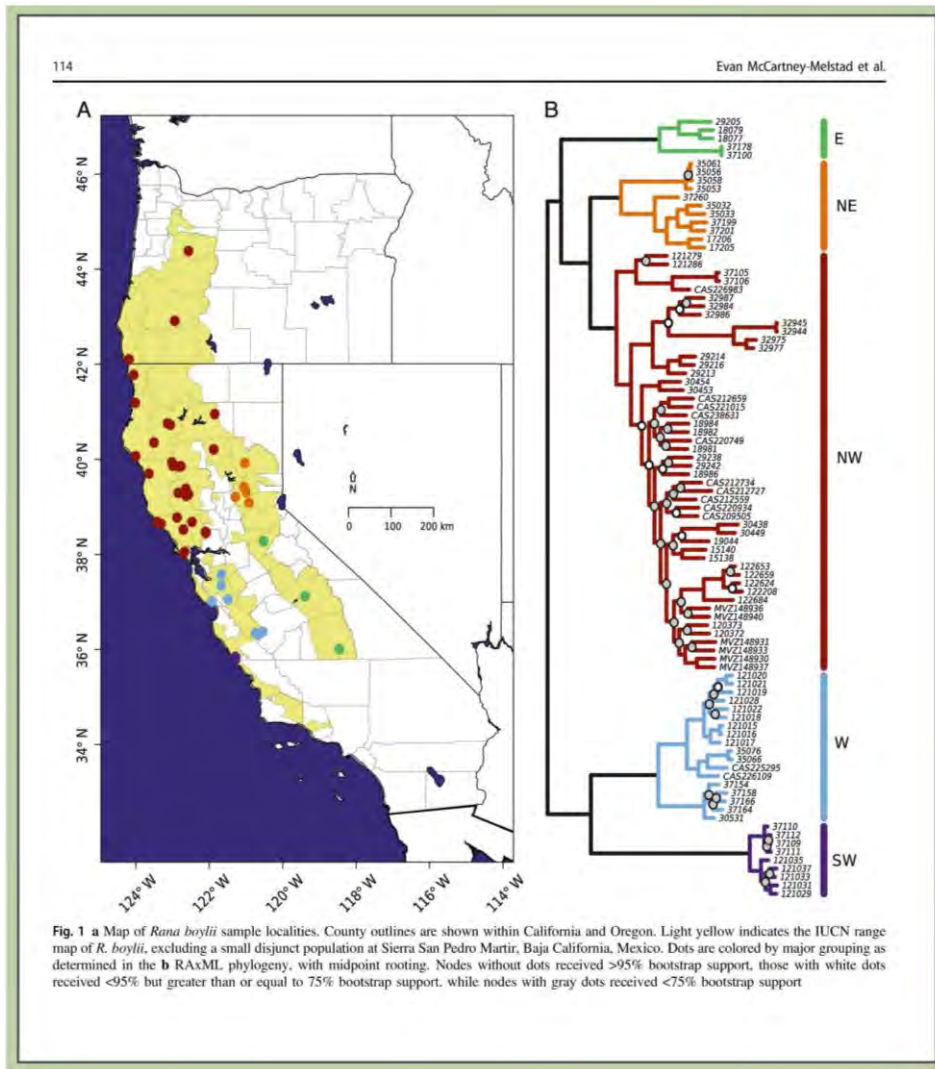 114
Evan McCartney-Melstad et al.
A
46° N
44° N
42° N
40° N
38° N
36° N
34° N
N
0 100 200 km
124° W
122° W
120° W
118° W
116° W
114° W
B
29205
18079
18077
37178
37100
E
35061
35056
35058
35053
37260
35032
35033
37199
37201
17206
17205
NE
121279
121286
37105
37106
CAS226983
32987
32984
32986
32945
32944
32975
32977
29214
29216
29213
30454
30453
CAS212659
CAS221015
CAS238631
18984
18982
CAS220749
18981
29238
29242
18986
CAS212734
CAS212727
CAS212559
CAS220934
CAS209505
30438
30449
19044
15140
15138
122653
122659
122624
122208
122684
MVZ148936
MVZ148940
120373
120372
MVZ148931
MVZ148933
MVZ148930
MVZ148937
NW
121020
121021
121019
121028
121022
121018
121015
121016
121017
35076
35066
CAS225295
CAS226109
37154
37158
37166
37164
30531
W
37110
37112
37109
37111
121035
121037
121033
121031
121029
SW
Fig. 1 a Map of Rana boylii sample localities. County outlines are shown within California and Oregon. Light yellow indicates the IUCN range
map of R. boylii, excluding a small disjunct population at Sierra San Pedro Martir, Baja California, Mexico. Dots are colored by major grouping as
determined in the b RAxML phylogeny, with midpoint rooting. Nodes without dots received >95% bootstrap support, those with white dots
received <95% but greater than or equal to 75% bootstrap support. while nodes with gray dots received <75% bootstrap support